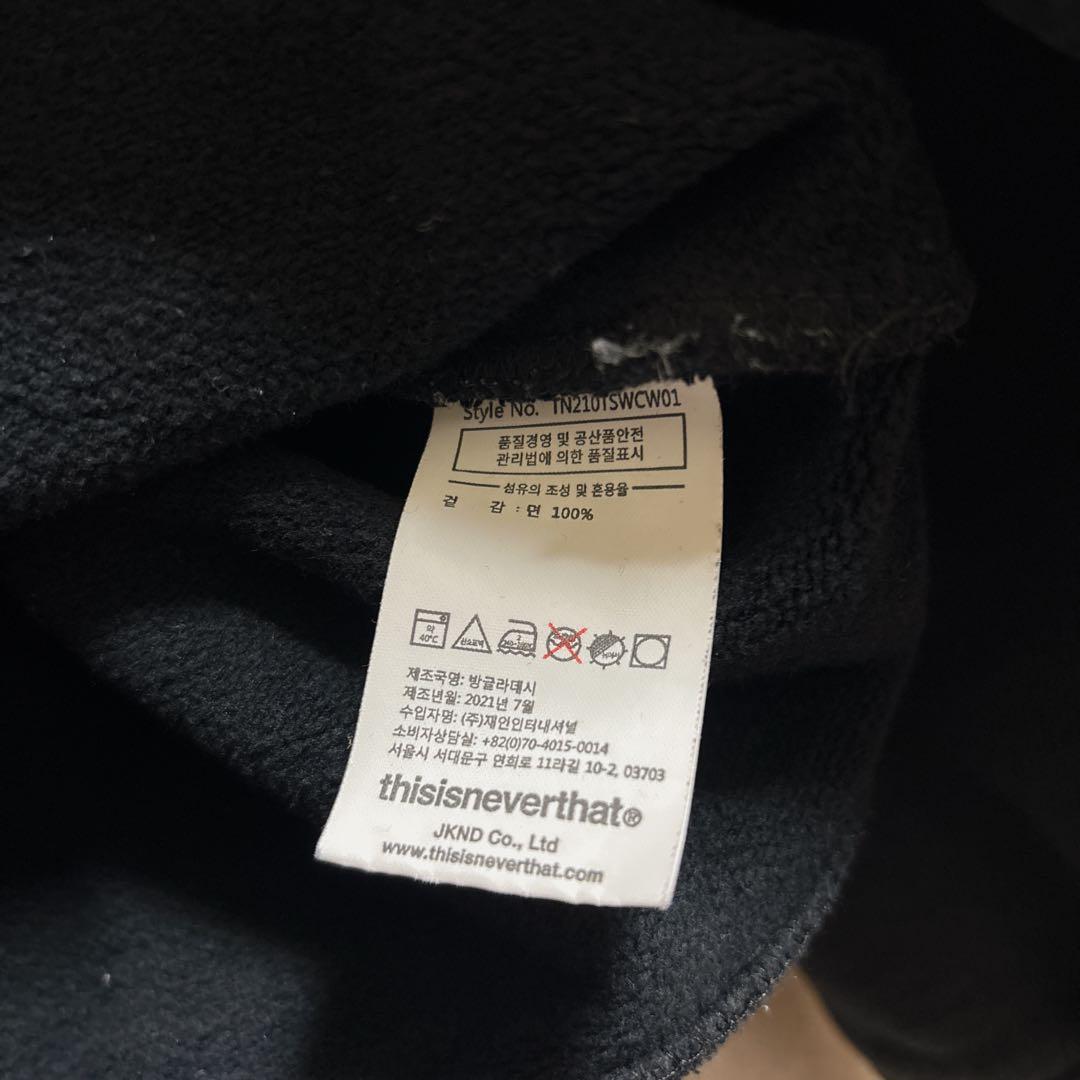 Style No. TN210TSWCW01
품질경영 및 공산품안전
관리법에 의한 품질표시
섬유의 조성 및 혼용율
겉 감 : 면 100%
약
40℃
산소표백
제조국명: 방글라데시
제조년월: 2021년 7월
수입자명: (주)재인인터내셔널
소비자상담실: +82(0)70-4015-0014
서울시 서대문구 연희로 11라길 10-2, 03703
thisisneverthat®
JKND Co., Ltd
www.thisisneverthat.com